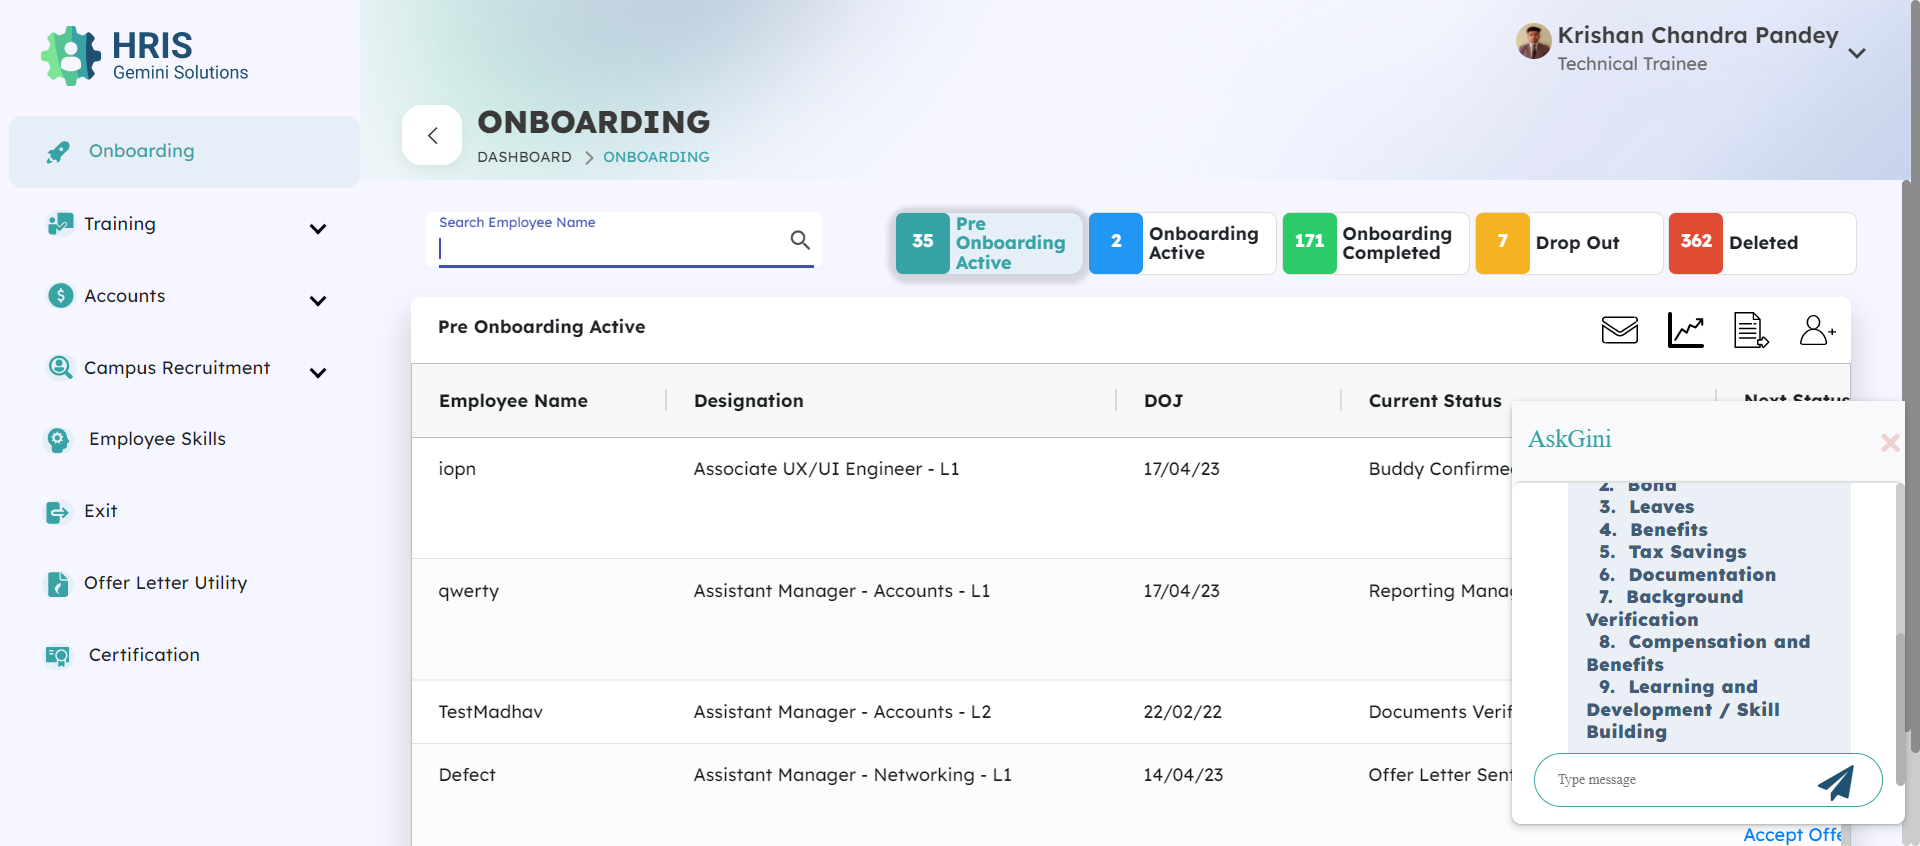 HRIS
Gemini Solutions
Krishan Chandra Pandey
Technical Trainee
ONBOARDING
DASHBOARD > ONBOARDING
Onboarding
Training
Accounts
Campus Recruitment
Employee Skills
Exit
Offer Letter Utility
Certification
Search Employee Name
35 Pre Onboarding Active
2 Onboarding Active
171 Onboarding Completed
7 Drop Out
362 Deleted
Pre Onboarding Active
Employee Name Designation DOJ Current Status Next Status
iopn Associate UX/UI Engineer - L1 17/04/23 Buddy Confirme
qwerty Assistant Manager - Accounts - L1 17/04/23 Reporting Mana
TestMadhav Assistant Manager - Accounts - L2 22/02/22 Documents Verif
Defect Assistant Manager - Networking - L1 14/04/23 Offer Letter Sent
Accept Offe
AskGini
2. Bond
3. Leaves
4. Benefits
5. Tax Savings
6. Documentation
7. Background
Verification
8. Compensation and
Benefits
9. Learning and
Development / Skill
Building
Type message